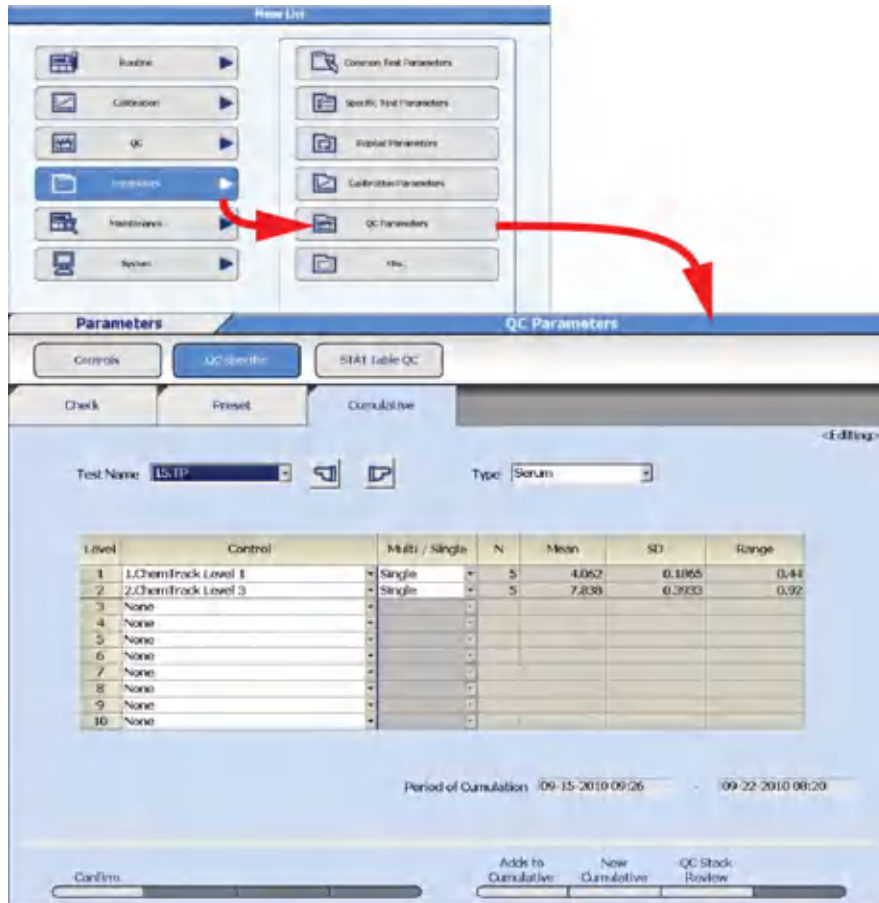 Menu List
Routine
Common Test Parameters
Calibration
Specific Test Parameters
QC
Repeat Parameters
Parameters
Calibration Parameters
Maintenance
QC Parameters
System
Misc.
Parameters
QC Parameters
Controls
QC Specific
STAT Table QC
Check
Preset
Cumulative
<Editing>
Test Name 15.TP
Type Serum
Level Control Multi / Single N Mean SD Range
1 1.ChemTrack Level 1 Single 5 4.062 0.1865 0.44
2 2.ChemTrack Level 3 Single 5 7.838 0.3933 0.92
3 None
4 None
5 None
6 None
7 None
8 None
9 None
10 None
Period of Cumulation 09-15-2010 09:26 - 09-22-2010 08:20
Confirm
Adds to Cumulative
New Cumulative
QC Stock Review